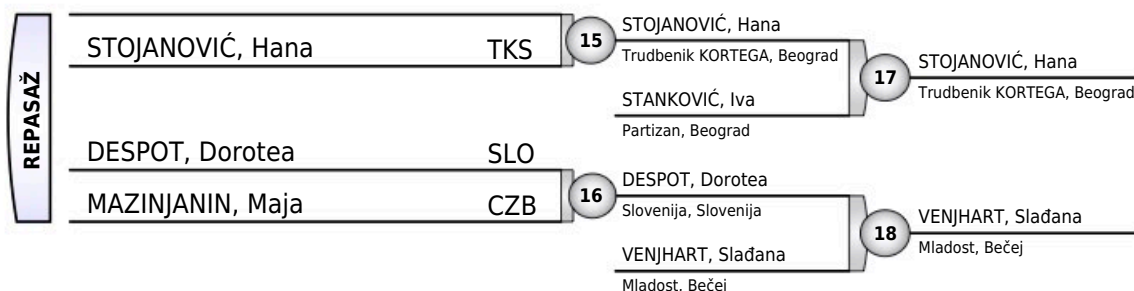 REPASAŽ
STOJANOVIĆ, Hana TKS
DESPOT, Dorotea SLO
MAZINJANIN, Maja CZB
15
STOJANOVIĆ, Hana
Trudbenik KORTEGA, Beograd
STANKOVIĆ, Iva
Partizan, Beograd
16
DESPOT, Dorotea
Slovenija, Slovenija
VENJHART, Slađana
Mladost, Bečej
17
STOJANOVIĆ, Hana
Trudbenik KORTEGA, Beograd
18
VENJHART, Slađana
Mladost, Bečej